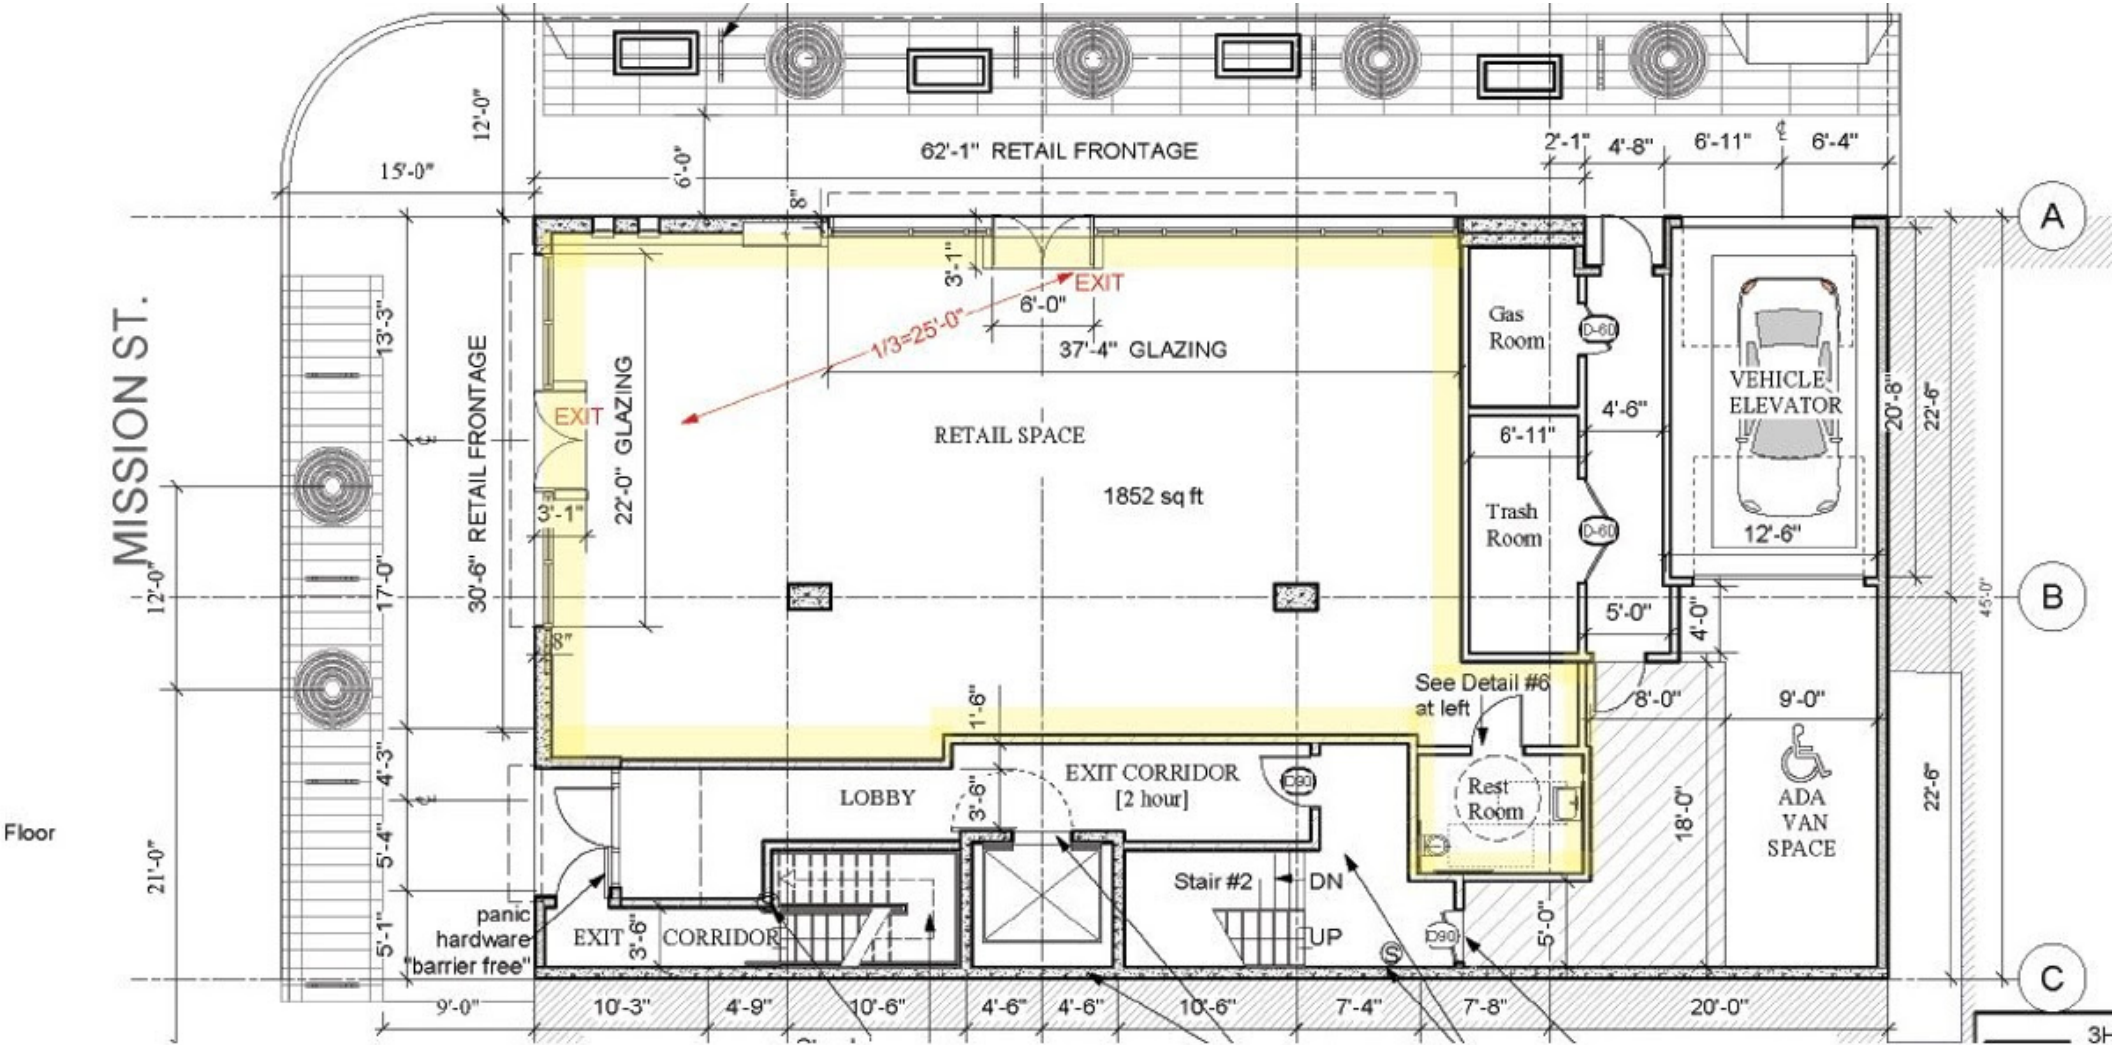 12'-0"
62'-1" RETAIL FRONTAGE
2'-1"
4'-8"
6'-11"
6'-4"
15'-0"
6'-0"
8"
A
MISSION ST.
13'-3"
30'-6" RETAIL FRONTAGE
EXIT
22'-0" GLAZING
3'-1"
1/3=25'-0"
3'-1"
EXIT
6'-0"
37'-4" GLAZING
RETAIL SPACE
1852 sq ft
Gas
Room
D-60
4'-6"
6'-11"
Trash
Room
D-60
VEHICLE
ELEVATOR
12'-6"
20'-8"
22'-6"
12'-0"
17'-0"
8"
5'-0"
4'-0"
45'-0"
B
See Detail #6
at left
8'-0"
9'-0"
1'-6"
3'-6"
4'-3"
LOBBY
EXIT CORRIDOR
[2 hour]
D90
Rest
Room
18'-0"
ADA
VAN
SPACE
22'-6"
Floor
21'-0"
5'-4"
5'-1"
panic
hardware
"barrier free"
EXIT
3'-6"
CORRIDOR
Stair #2
DN
UP
S
D90
5'-0"
C
9'-0"
10'-3"
4'-9"
10'-6"
4'-6"
4'-6"
10'-6"
7'-4"
7'-8"
20'-0"
3H